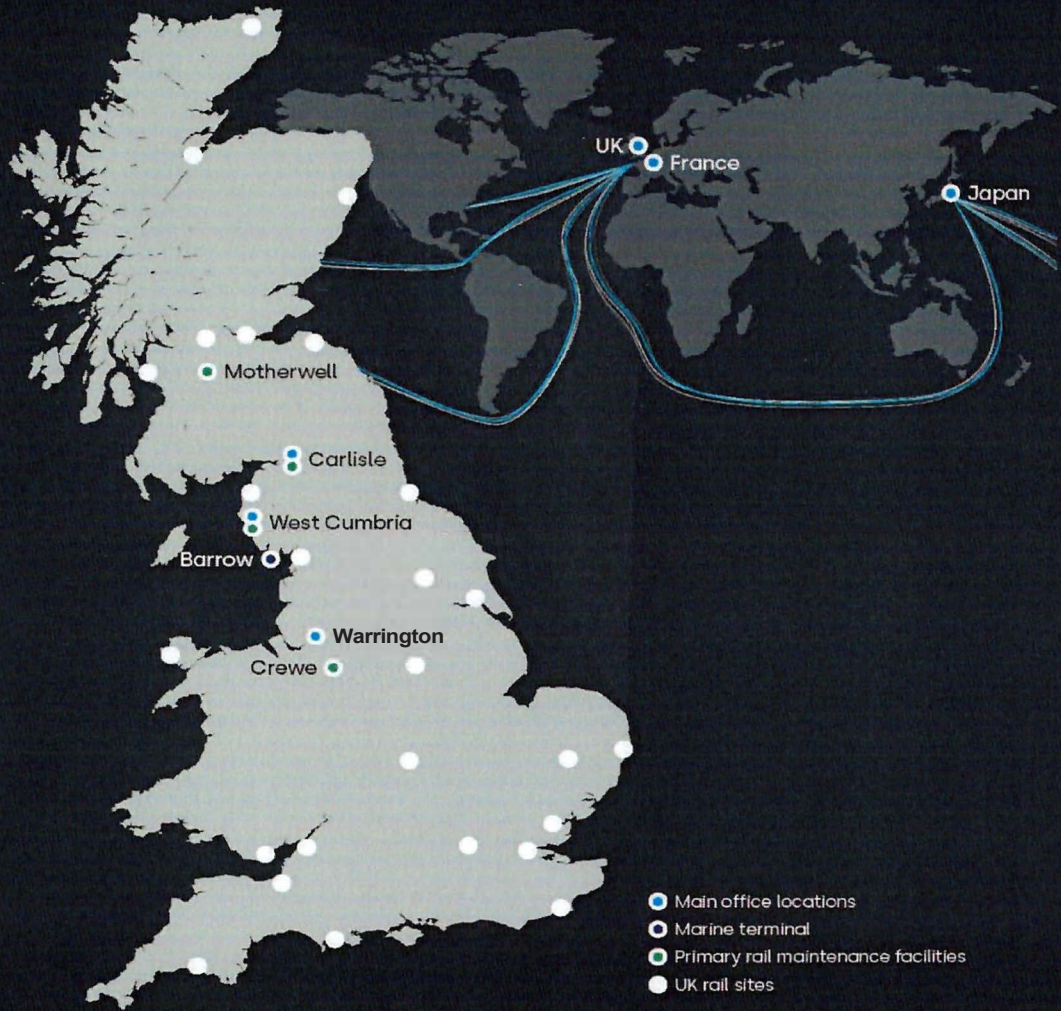 UK
France
Japan
Motherwell
Carlisle
West Cumbria
Barrow
Warrington
Crewe
Main office locations
Marine terminal
Primary rail maintenance facilities
UK rail sites